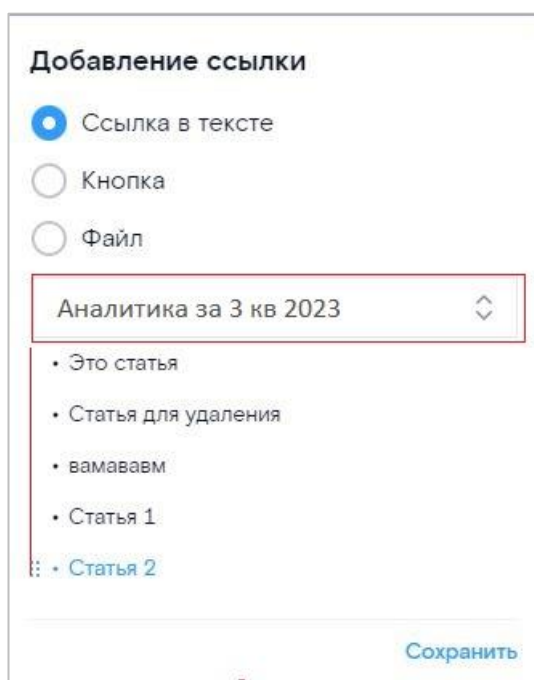 Добавление ссылки
Ссылка в тексте
Кнопка
Файл
Аналитика за 3 кв 2023
• Это статья
• Статья для удаления
• вамававм
• Статья 1
• Статья 2
Сохранить